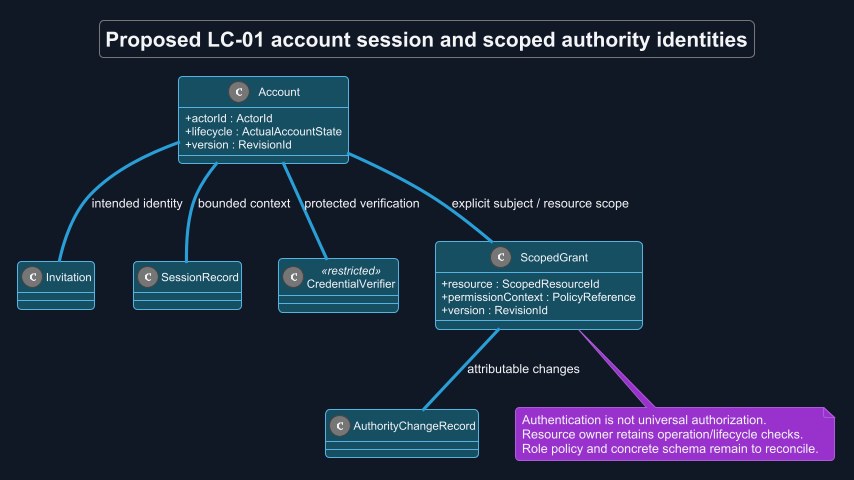 Proposed LC-01 account session and scoped authority identities
C Account
+actorId : ActorId
+lifecycle : ActualAccountState
+version : RevisionId
intended identity
bounded context
protected verification
explicit subject / resource scope
C Invitation
C SessionRecord
«restricted»
C CredentialVerifier
C ScopedGrant
+resource : ScopedResourceId
+permissionContext : PolicyReference
+version : RevisionId
attributable changes
C AuthorityChangeRecord
Authentication is not universal authorization.
Resource owner retains operation/lifecycle checks.
Role policy and concrete schema remain to reconcile.